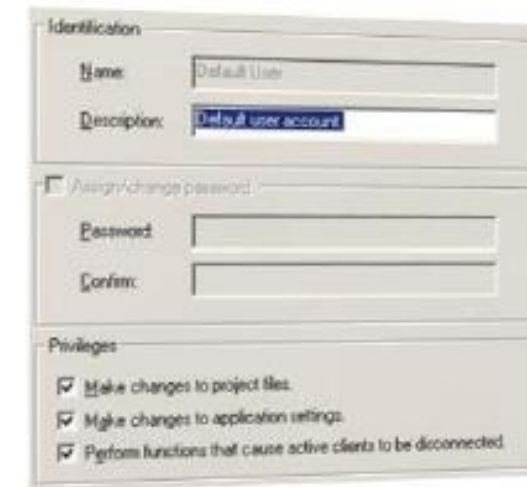 Identification
Name:
Default User
Description:
Default user account.
Assign/change password
Password:
Confirm:
Privileges
Make changes to project files.
Make changes to application settings.
Perform functions that cause active clients to be disconnected.